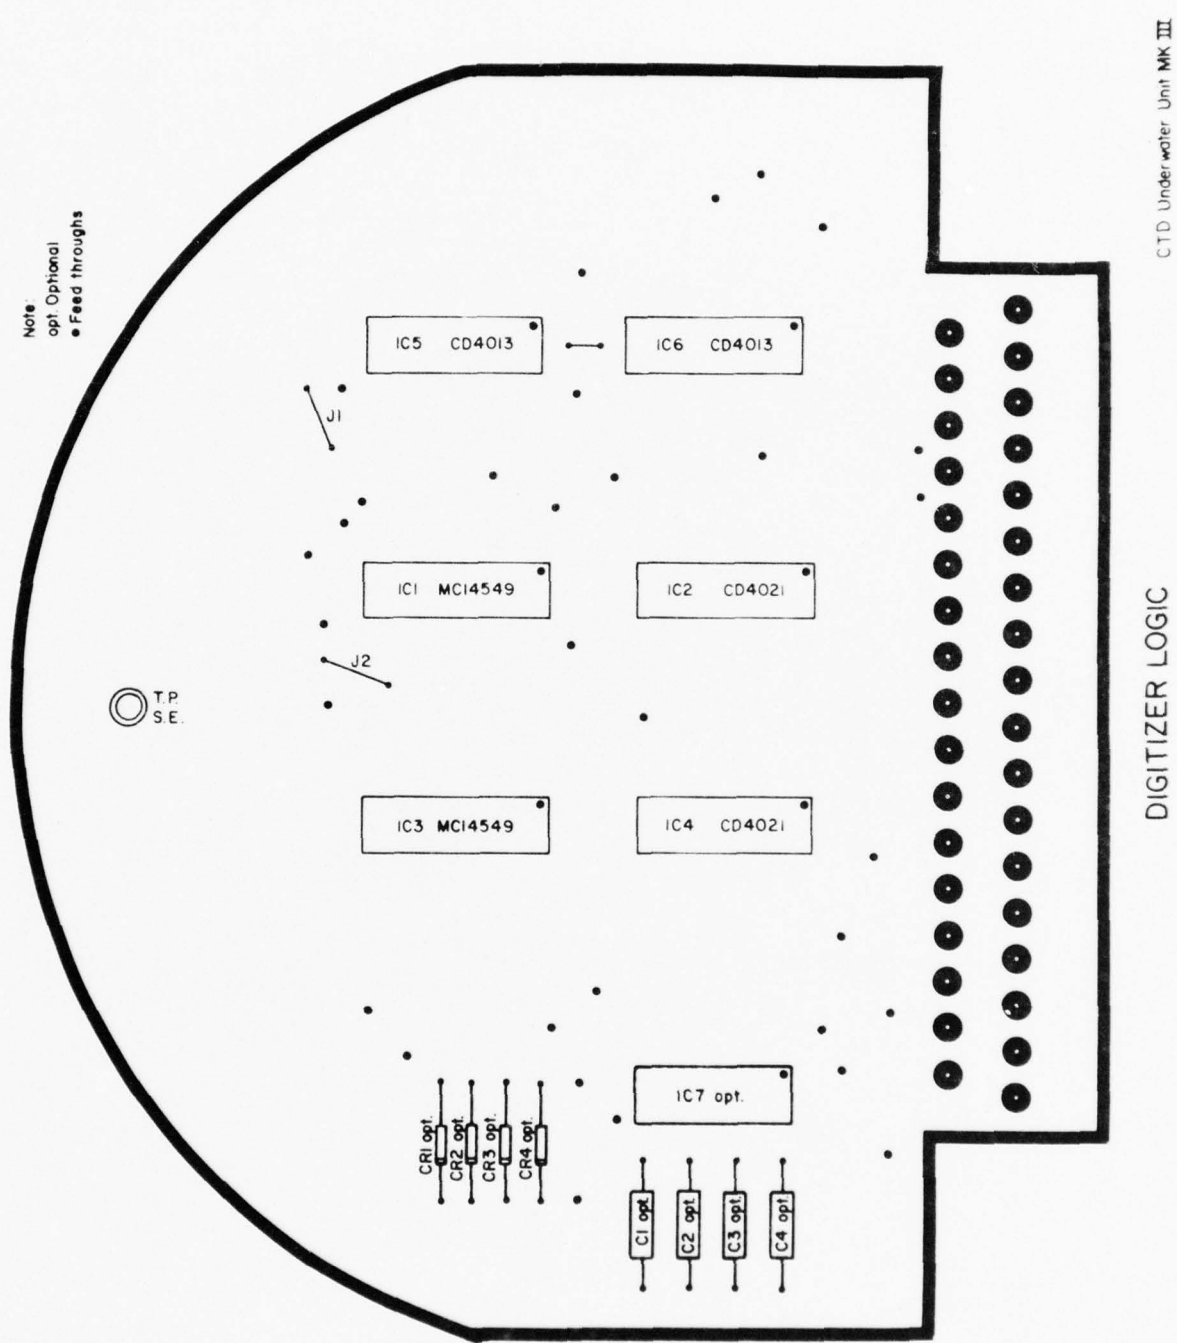 CTD Underwater Unit MK III
Note:
opt. Optional
• Feed throughs
IC5 CD4013
IC6 CD4013
J1
IC1 MC14549
IC2 CD4021
J2
T.P.
S.E.
IC3 MC14549
IC4 CD4021
IC7 opt.
CR1 opt.
CR2 opt.
CR3 opt.
CR4 opt.
C1 opt.
C2 opt.
C3 opt.
C4 opt.
DIGITIZER LOGIC